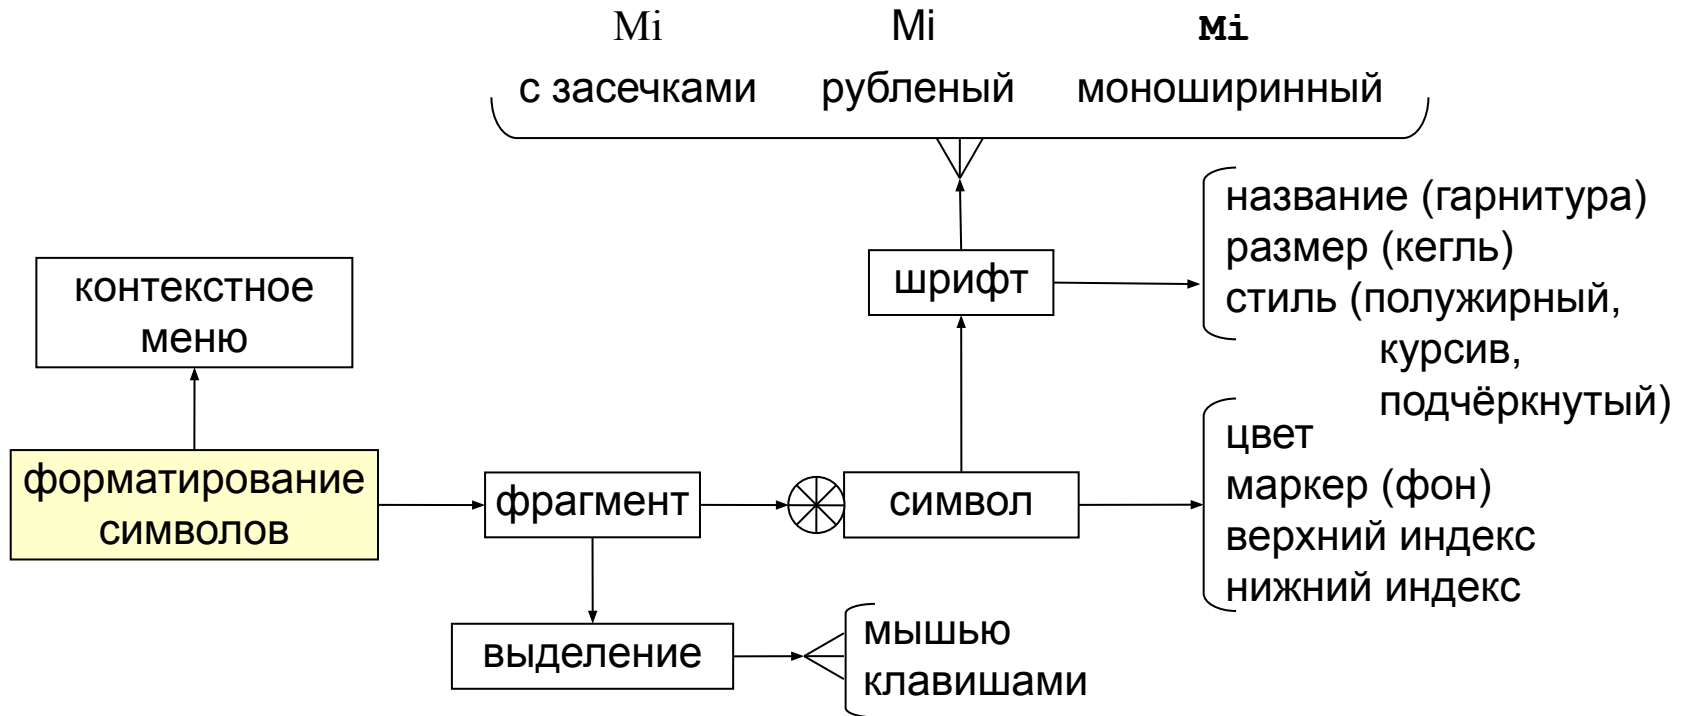 Mi Mi Mi
с засечками рубленый моноширинный
название (гарнитура)
размер (кегль)
стиль (полужирный,
курсив,
подчёркнутый)
шрифт
контекстное
меню
форматирование
символов
фрагмент
символ
цвет
маркер (фон)
верхний индекс
нижний индекс
выделение
мышью
клавишами